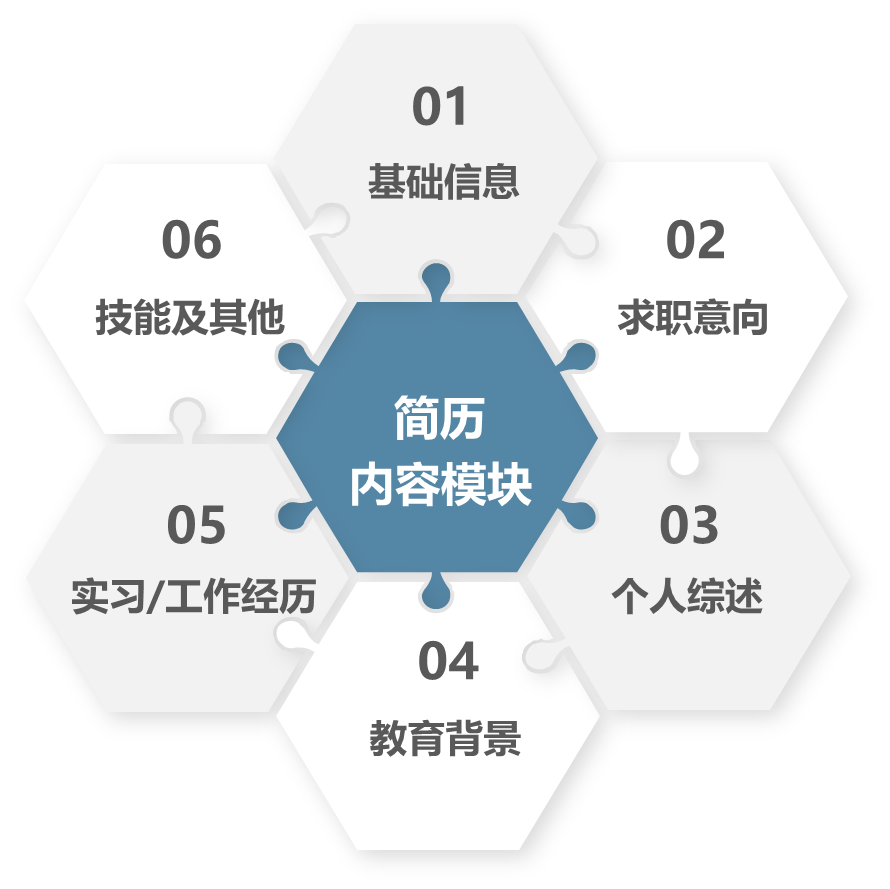 01
基础信息
02
求职意向
03
个人综述
04
教育背景
05
实习/工作经历
06
技能及其他
简历
内容模块